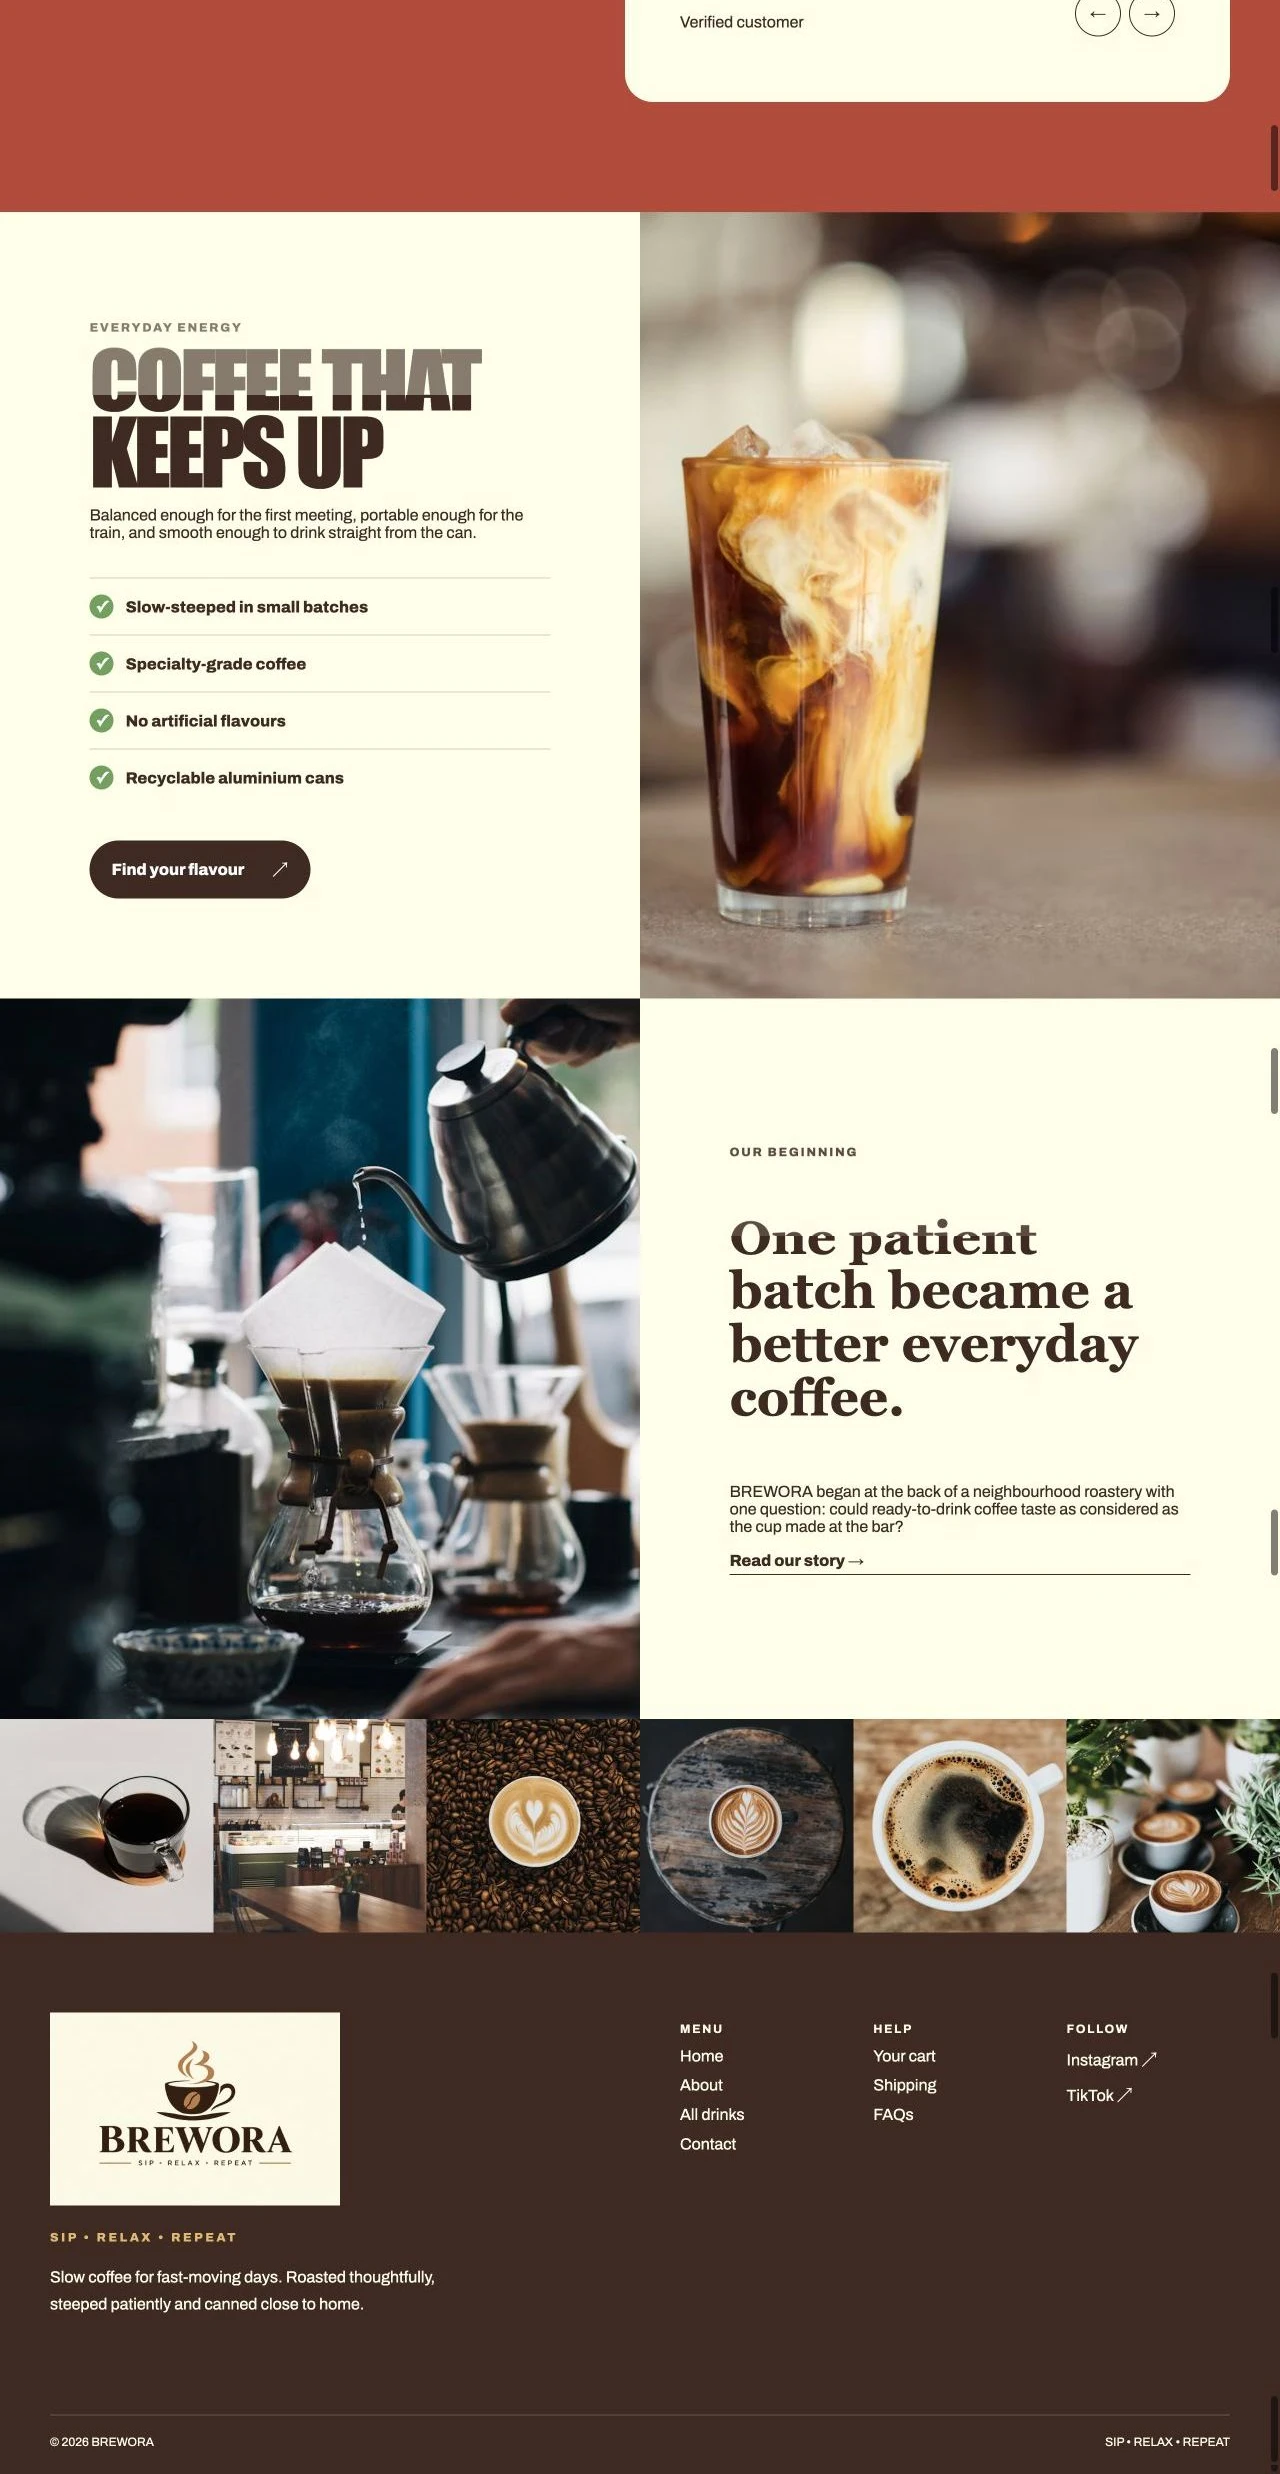 Verified customer
← →
EVERYDAY ENERGY
COFFEE THAT
KEEPS UP
Balanced enough for the first meeting, portable enough for the
train, and smooth enough to drink straight from the can.
Slow-steeped in small batches
Specialty-grade coffee
No artificial flavours
Recyclable aluminium cans
Find your flavour ↗
OUR BEGINNING
One patient
batch became a
better everyday
coffee.
BREWORA began at the back of a neighbourhood roastery with
one question: could ready-to-drink coffee taste as considered as
the cup made at the bar?
Read our story →
BREWORA
SIP • RELAX • REPEAT
SIP • RELAX • REPEAT
Slow coffee for fast-moving days. Roasted thoughtfully,
steeped patiently and canned close to home.
MENU
Home
About
All drinks
Contact
HELP
Your cart
Shipping
FAQs
FOLLOW
Instagram ↗
TikTok ↗
© 2026 BREWORA
SIP • RELAX • REPEAT